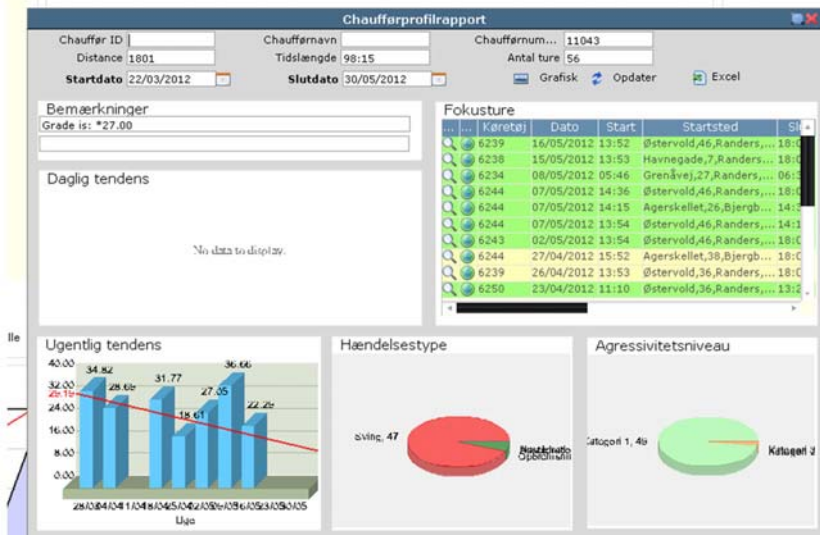 lle
Chaufførprofilrapport
Chauffør ID Chaufførnavn Chaufførnum... 11043
Distance 1801 Tidslængde 98:15 Antal ture 56
Startdato 22/03/2012 Slutdato 30/05/2012 Grafisk Opdater Excel
Bemærkninger
Grade is: *27.00
Daglig tendens
No data to display.
Fokusture
... ... Køretøj Dato Start Startsted
6239 16/05/2012 13:52 Østervold,46,Randers,...
6238 15/05/2012 13:53 Havnegade,7,Randers...
6234 08/05/2012 05:46 Grenåvej,27,Randers,...
6244 07/05/2012 14:36 Østervold,46,Randers,...
6244 07/05/2012 14:15 Agerskellet,26,Bjergb...
6244 07/05/2012 13:54 Østervold,46,Randers,...
6243 02/05/2012 13:54 Østervold,46,Randers,...
6244 27/04/2012 15:52 Agerskellet,38,Bjergb...
6239 26/04/2012 13:53 Østervold,36,Randers,...
6250 23/04/2012 11:10 Østervold,36,Randers,...
Ugentlig tendens
40.00
32.00
24.00
16.00
8.00
0.00
34.82 28.69 31.77 18.61 27.05 36.66 22.29
Uge
Hændelsestype
Sving, 47
Agressivitetsniveau
Kategori 1, 49